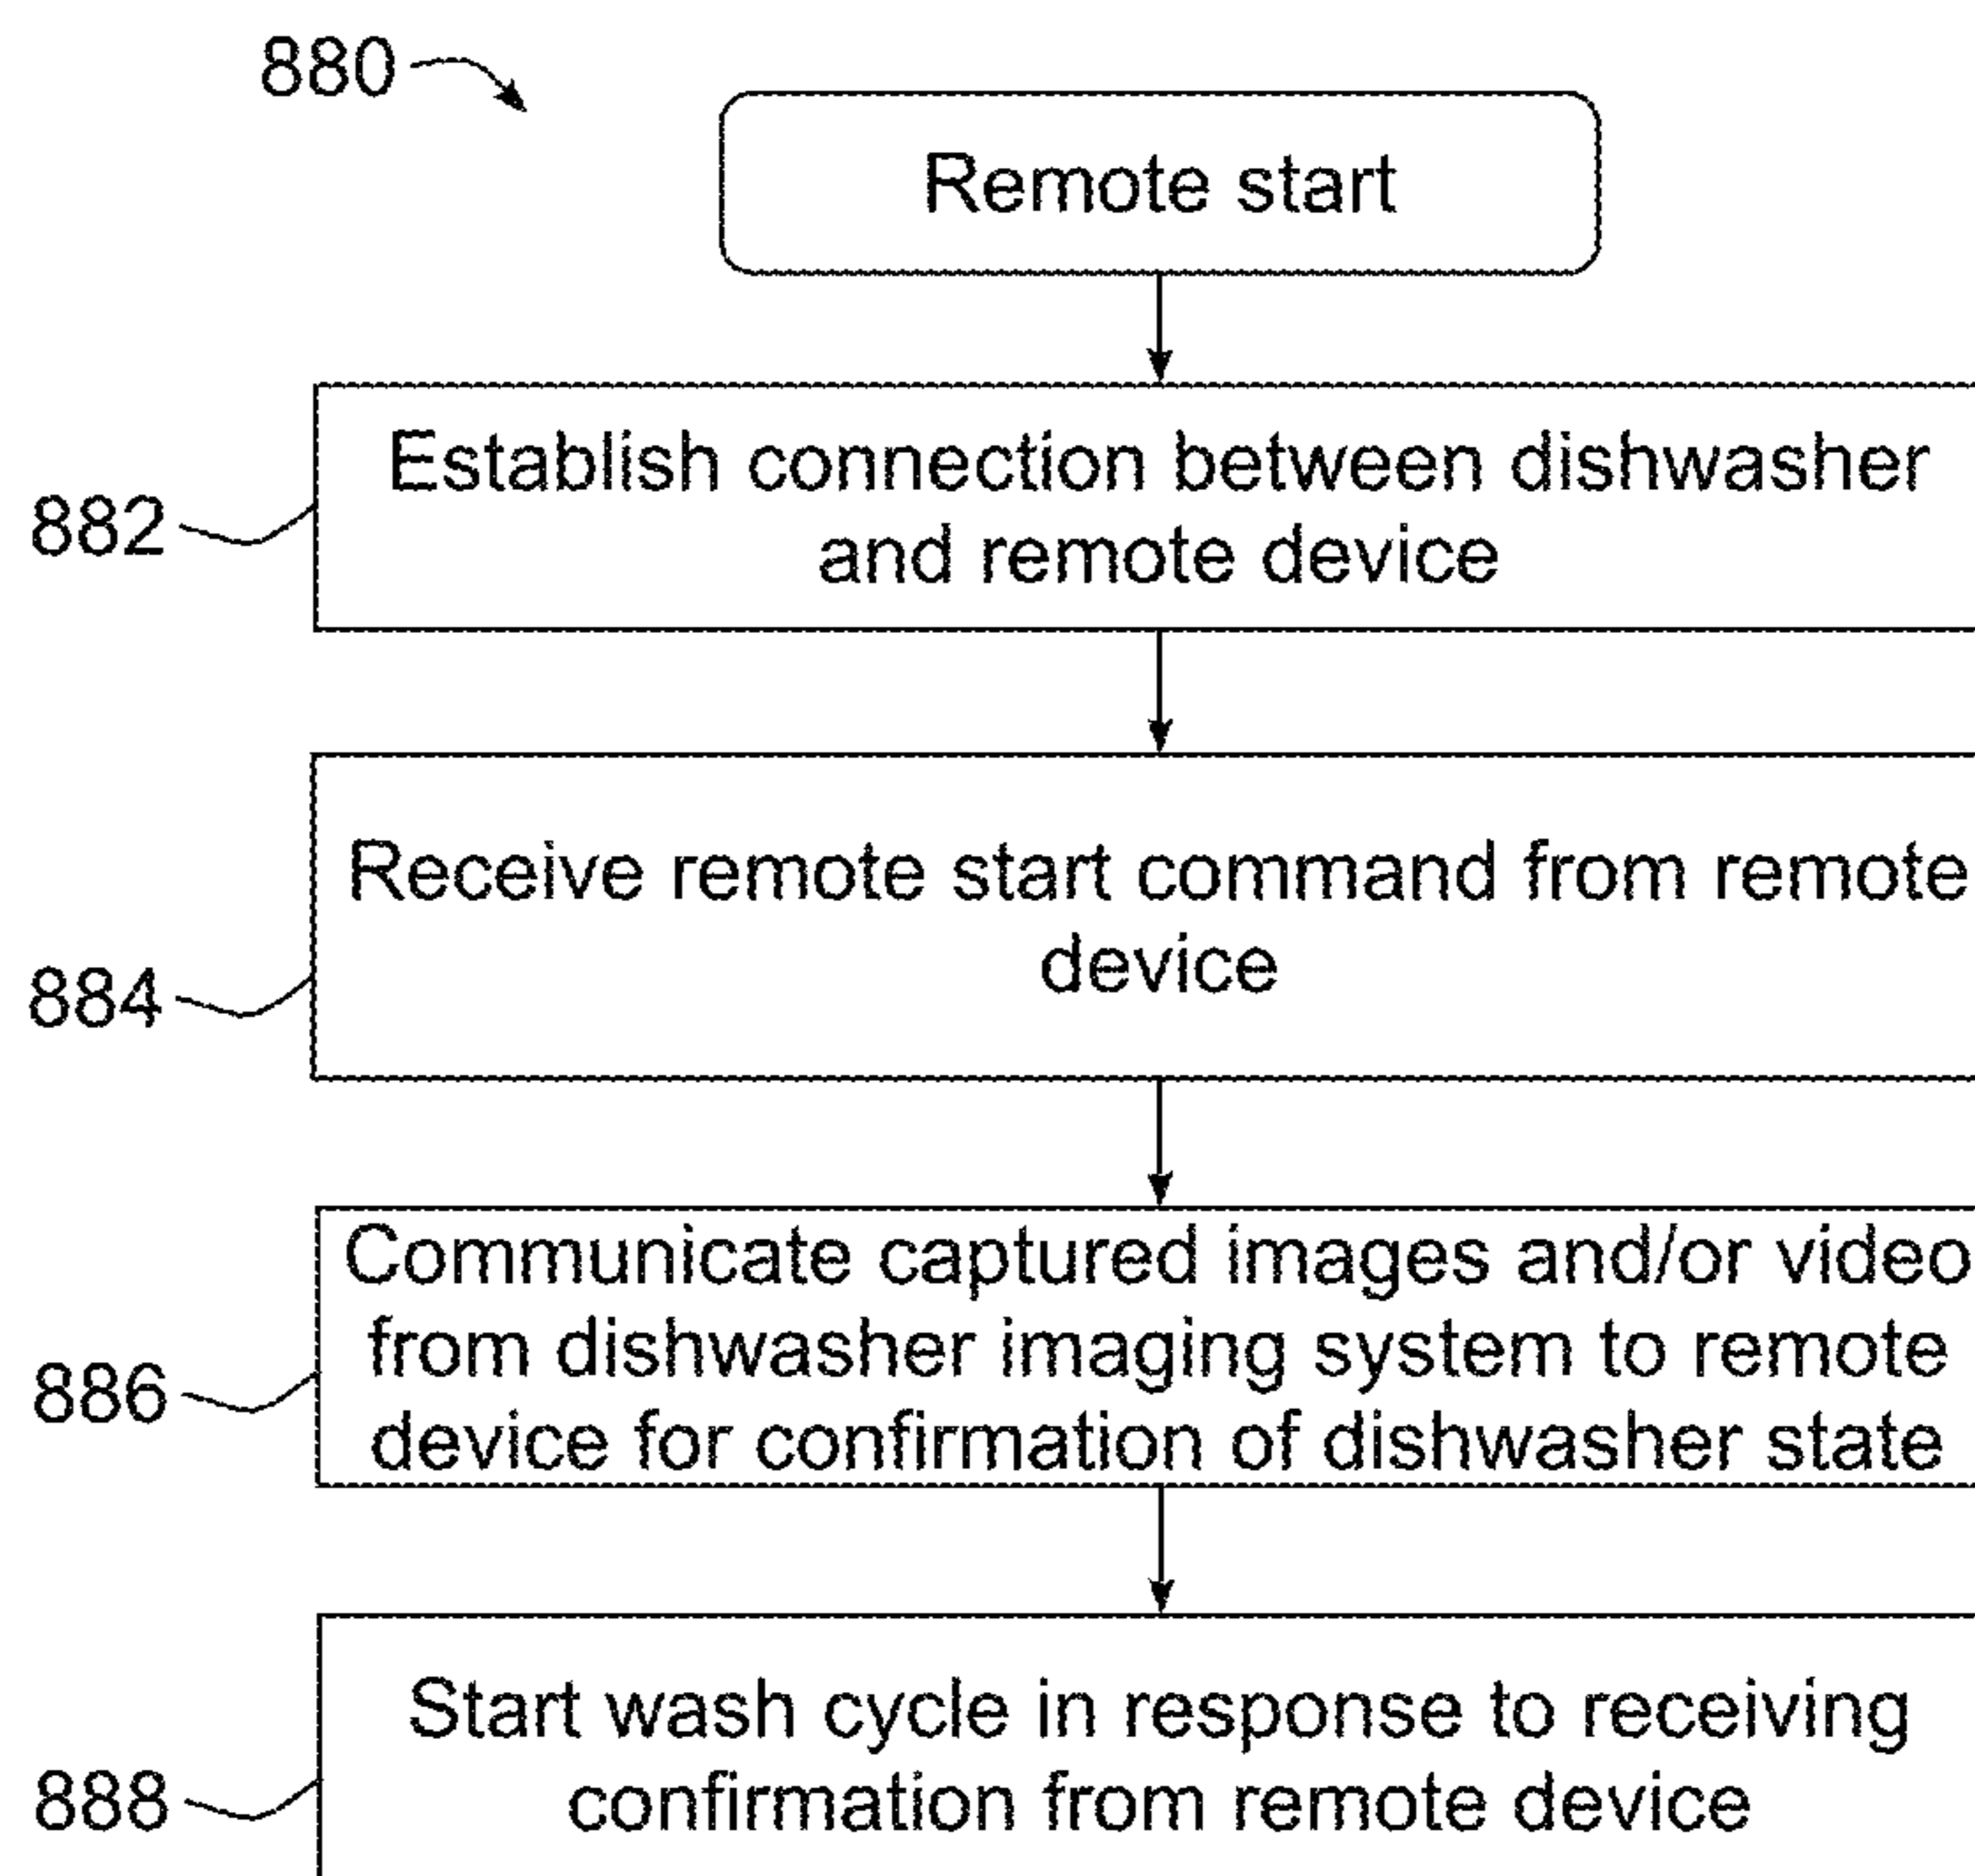 880
Remote start
Establish connection between dishwasher
and remote device
882
Receive remote start command from remote
device
884
Communicate captured images and/or video
from dishwasher imaging system to remote
device for confirmation of dishwasher state
886
Start wash cycle in response to receiving
confirmation from remote device
888